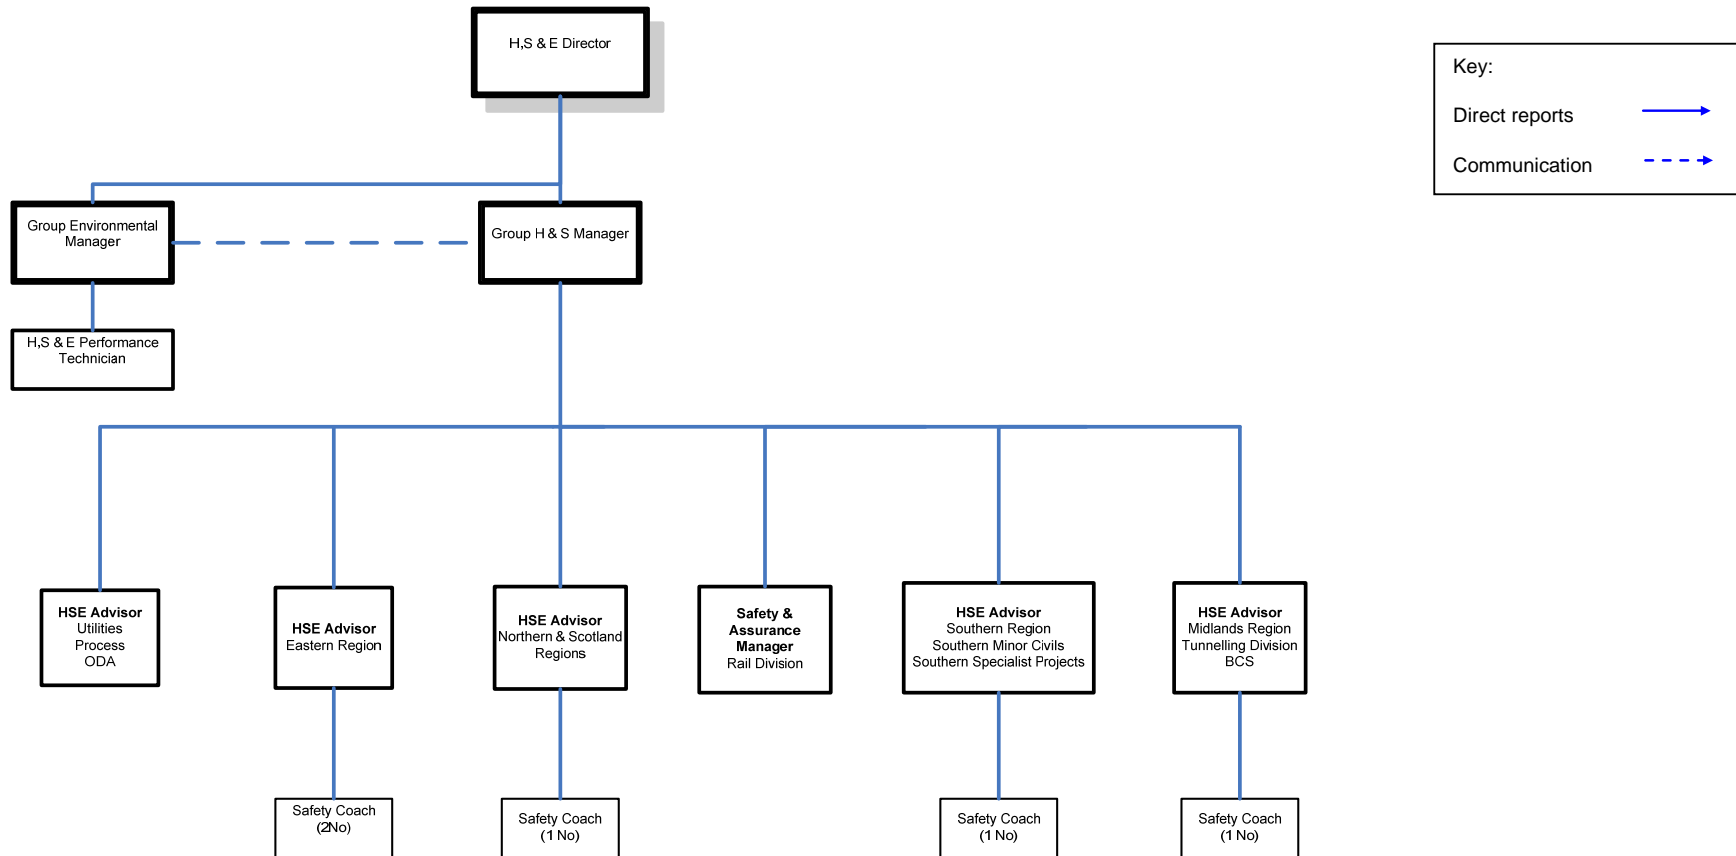 H,S & E Director
Key:
Direct reports
Communication
Group Environmental
Manager
Group H & S Manager
H,S & E Performance
Technician
HSE Advisor
Utilities
Process
ODA
HSE Advisor
Eastern Region
HSE Advisor
Northern & Scotland
Regions
Safety &
Assurance
Manager
Rail Division
HSE Advisor
Southern Region
Southern Minor Civils
Southern Specialist Projects
HSE Advisor
Midlands Region
Tunnelling Division
BCS
Safety Coach
(2No)
Safety Coach
(1 No)
Safety Coach
(1 No)
Safety Coach
(1 No)